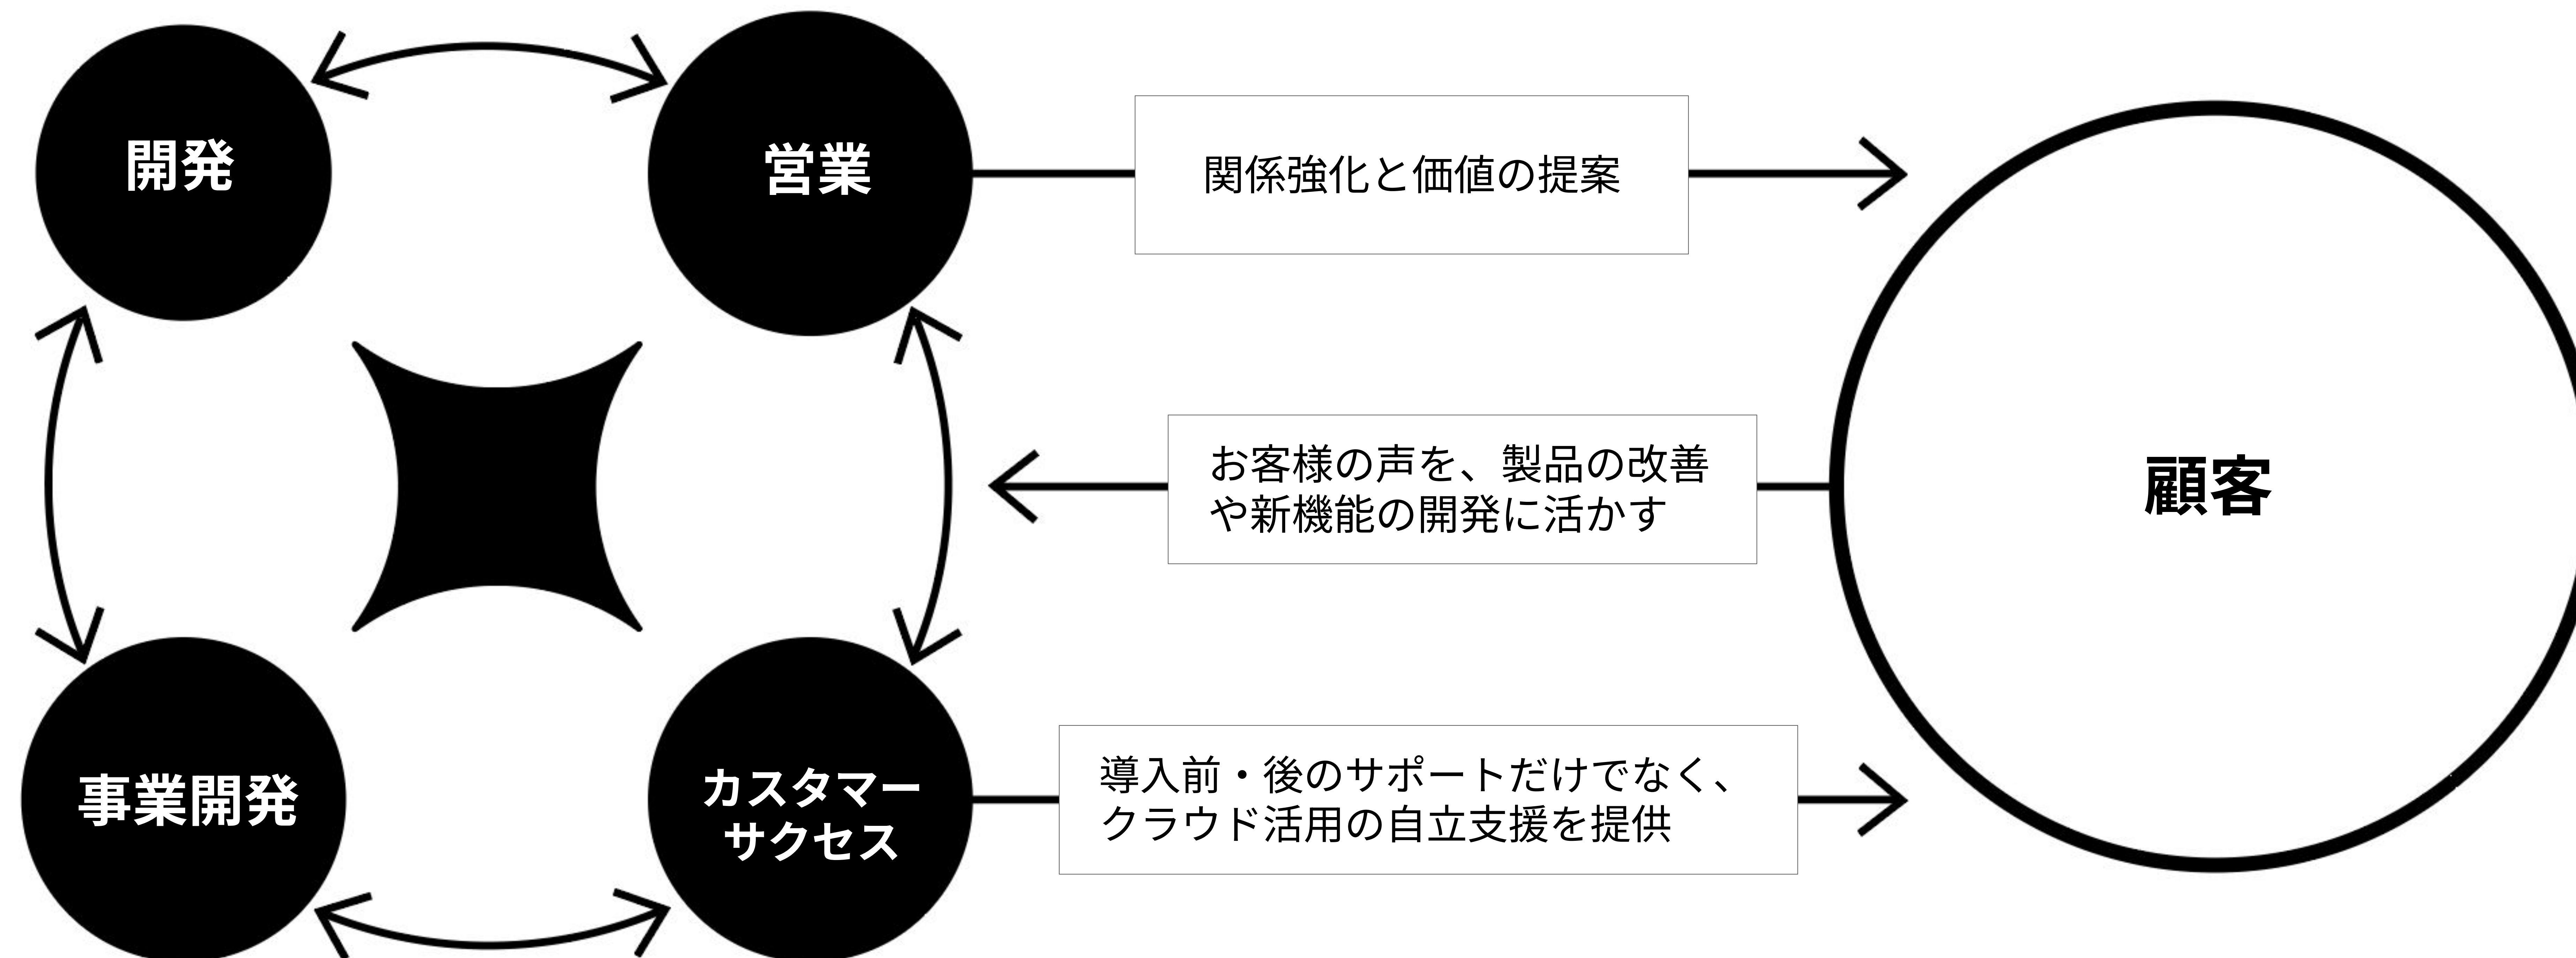 開発
営業
関係強化と価値の提案
お客様の声を、製品の改善
や新機能の開発に活かす
顧客
事業開発
カスタマー
サクセス
導入前・後のサポートだけでなく、
クラウド活用の自立支援を提供